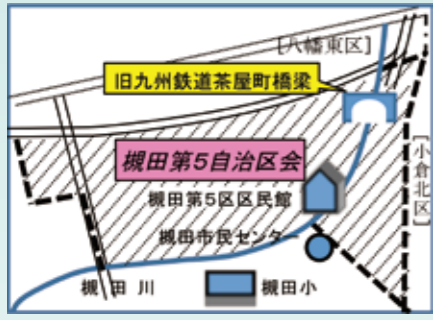 [八幡東区]
旧九州鉄道茶屋町橋梁
槻田第5自治区会
[小倉北区]
槻田第5区区民館
槻田市民センター
槻田川
槻田小